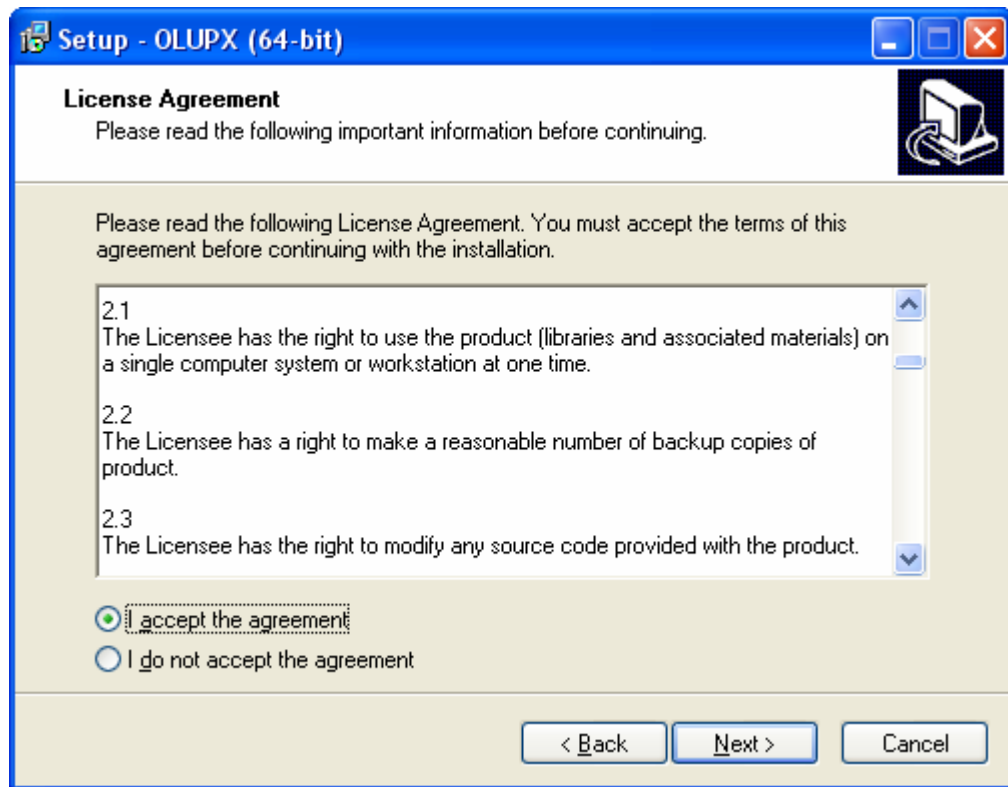 Setup - OLUPX (64-bit)
License Agreement
Please read the following important information before continuing.
Please read the following License Agreement. You must accept the terms of this
agreement before continuing with the installation.
2.1
The Licensee has the right to use the product (libraries and associated materials) on
a single computer system or workstation at one time.
2.2
The Licensee has a right to make a reasonable number of backup copies of
product.
2.3
The Licensee has the right to modify any source code provided with the product.
I accept the agreement
I do not accept the agreement
< Back
Next >
Cancel